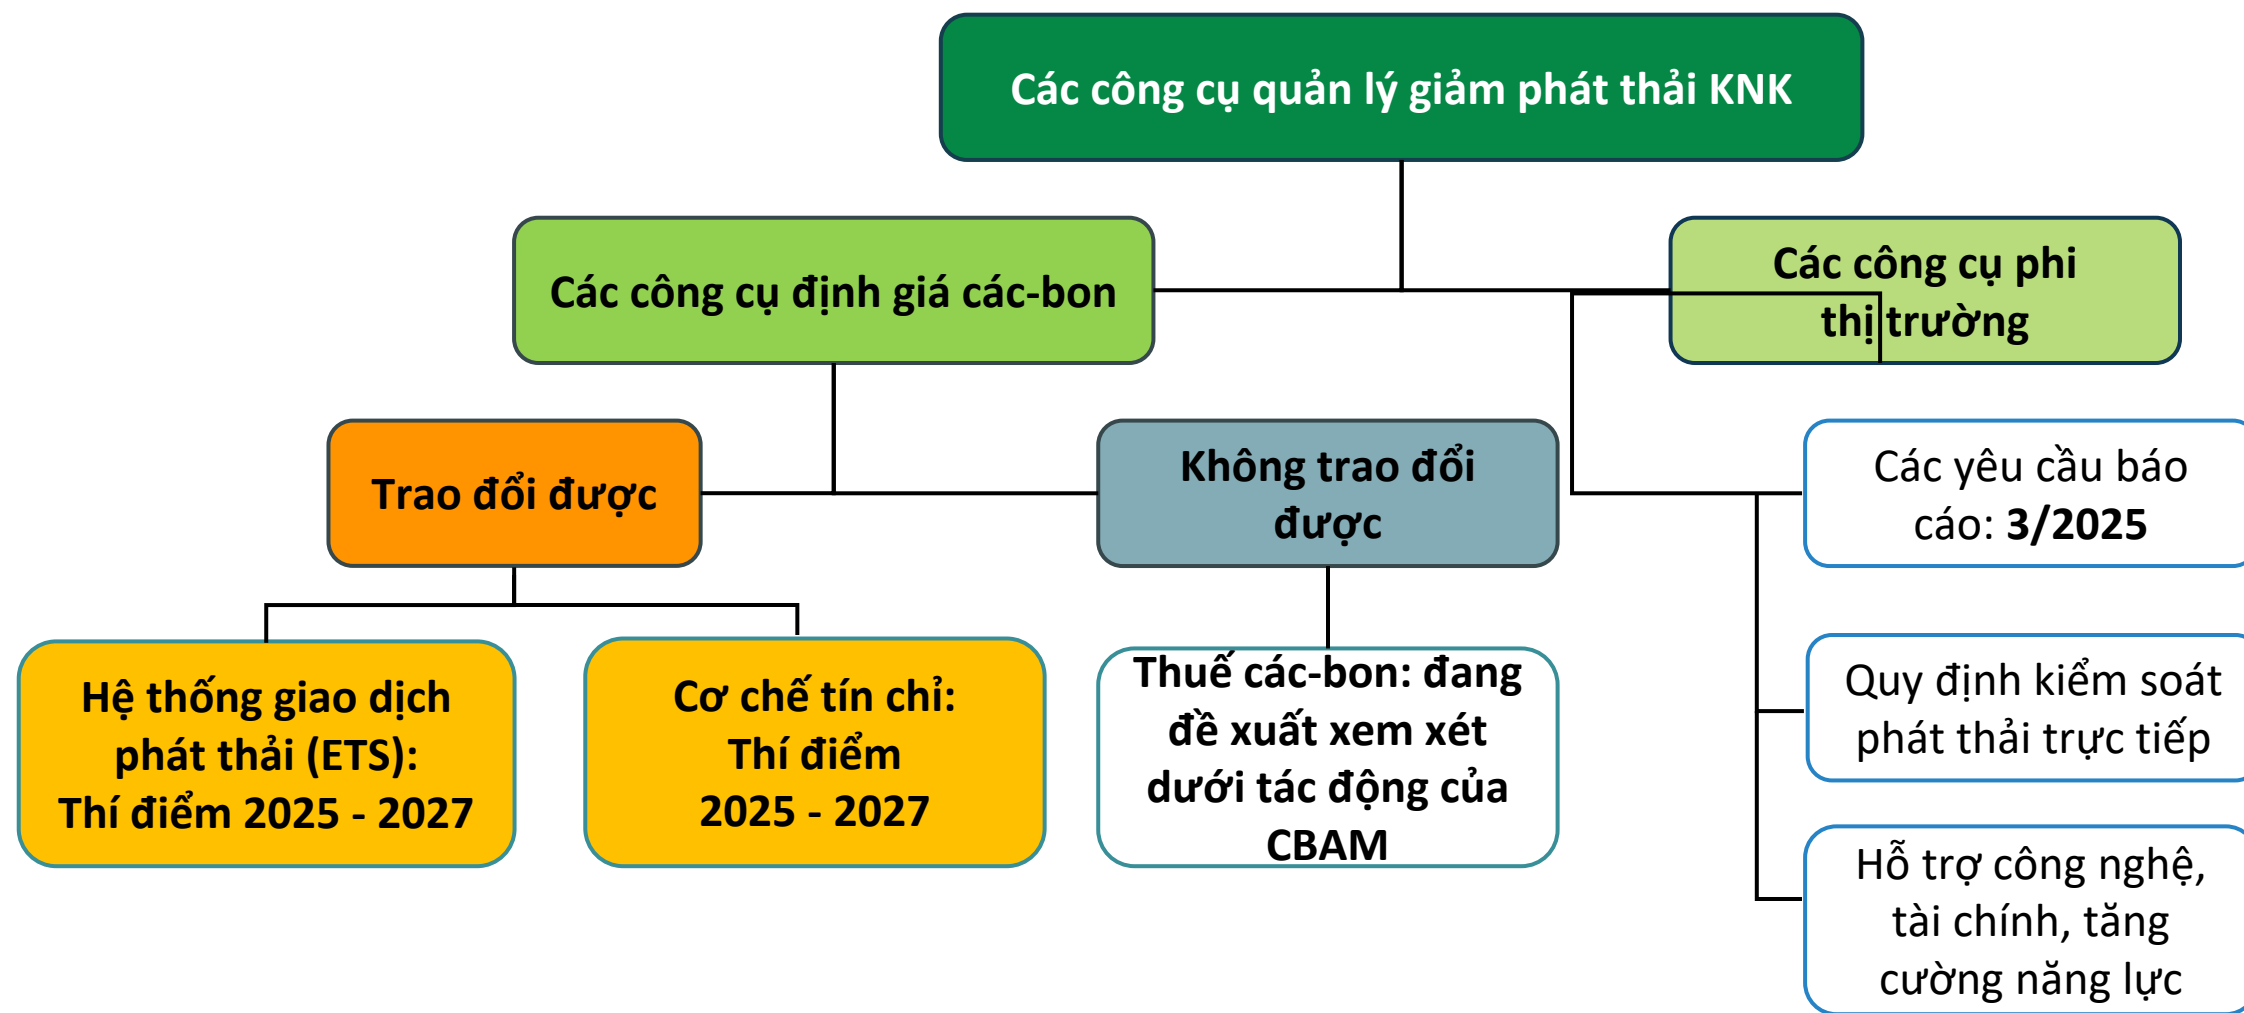 Các công cụ quản lý giảm phát thải KNK
Các công cụ định giá các-bon
Các công cụ phi
thị trường
Trao đổi được
Không trao đổi
được
Các yêu cầu báo
cáo: 3/2025
Hệ thống giao dịch
phát thải (ETS):
Thí điểm 2025 - 2027
Cơ chế tín chỉ:
Thí điểm
2025 - 2027
Thuế các-bon: đang
đề xuất xem xét
dưới tác động của
CBAM
Quy định kiểm soát
phát thải trực tiếp
Hỗ trợ công nghệ,
tài chính, tăng
cường năng lực